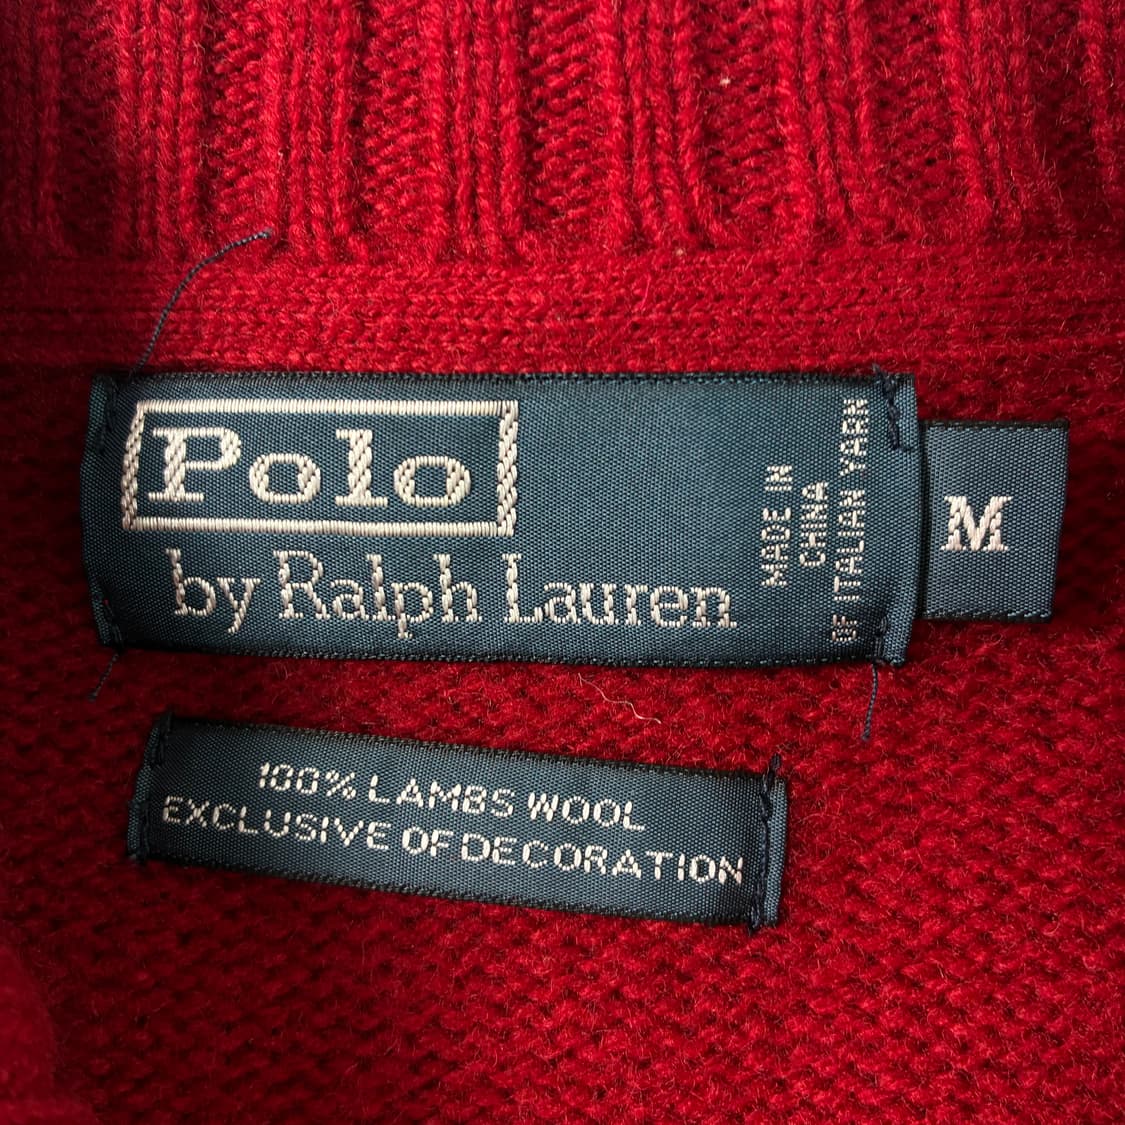 Polo
by Ralph Lauren
MADE IN
CHINA
OF ITALIAN YARN
M
100% LAMBS WOOL
EXCLUSIVE OF DECORATION